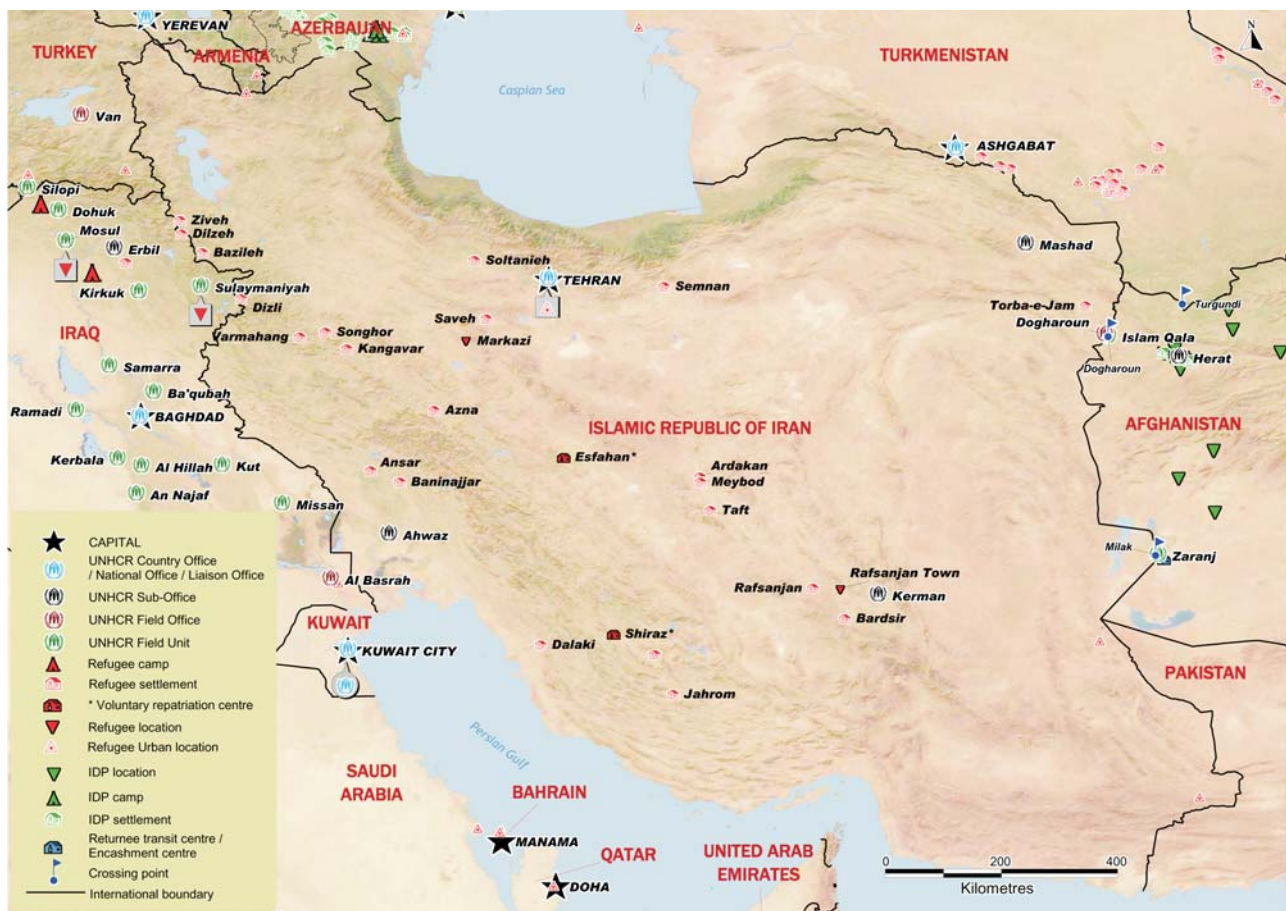 YEREVAN
AZERBAIJAN
TURKEY
ARMENIA
TURKMENISTAN
N
Caspian Sea
Van
ASHGABAT
Silopi
Dohuk
Mosul
Erbil
Ziveh
Dilzeh
Bazileh
Mashad
Soltanieh
TEHRAN
Semnan
Kirkuk
Sulaymaniyah
Dizli
Torba-e-Jam
Turgundi
Dogharoun
Islam Qala
Dogharoun
Herat
IRAQ
Saveh
Markazi
Varmahang
Songhor
Kangavar
Samarra
Ba'qubah
Ramadi
BAGHDAD
Azna
ISLAMIC REPUBLIC OF IRAN
AFGHANISTAN
Kerbala
Al Hillah
Kut
An Najaf
Ansar
Baninajjar
Esfahan*
Ardakan
Meybod
Taft
Missan
Ahwaz
Milak
Zaranj
Al Basrah
Rafsanjan
Rafsanjan Town
Kerman
Bardsir
KUWAIT
KUWAIT CITY
Dalaki
Shiraz*
Jahrom
PAKISTAN
Persian Gulf
SAUDI
ARABIA
BAHRAIN
MANAMA
QATAR
DOHA
UNITED ARAB
EMIRATES
0 200 400
Kilometres
CAPITAL
UNHCR Country Office
/ National Office / Liaison Office
UNHCR Sub-Office
UNHCR Field Office
UNHCR Field Unit
Refugee camp
Refugee settlement
* Voluntary repatriation centre
Refugee location
Refugee Urban location
IDP location
IDP camp
IDP settlement
Returnee transit centre /
Encashment centre
Crossing point
International boundary